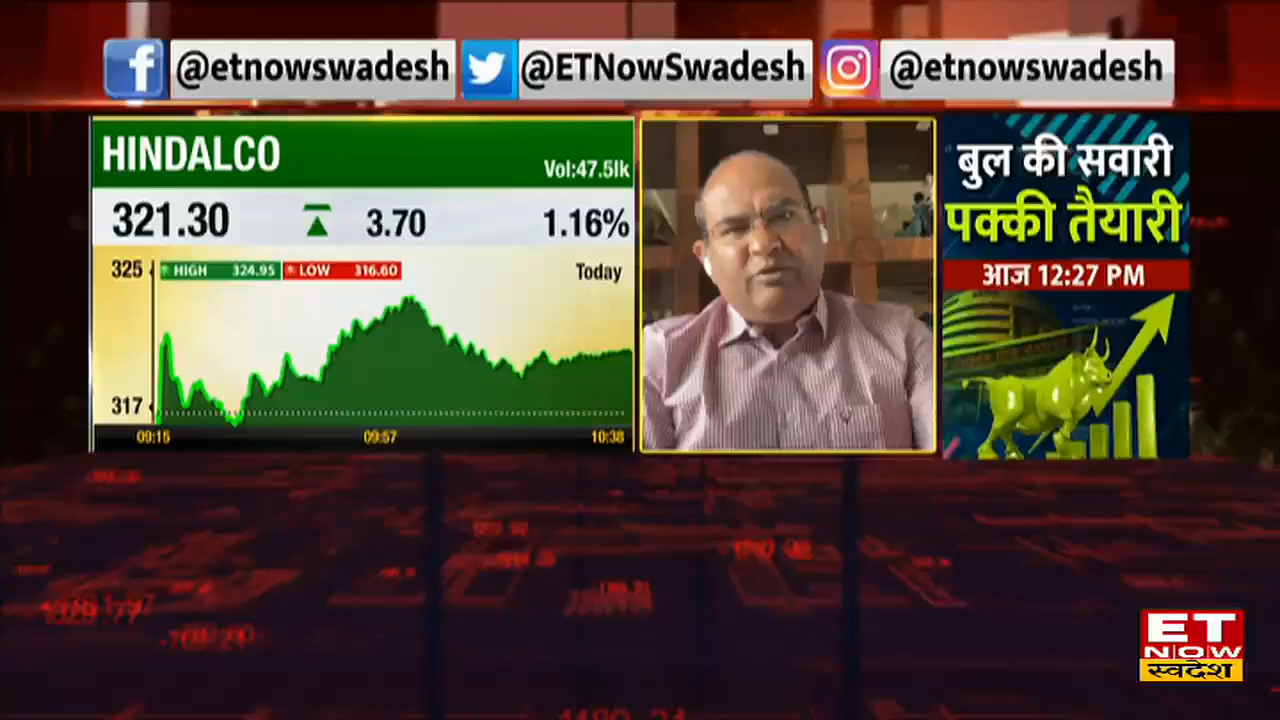 @etnowswadesh @ETNowSwadesh @etnowswadesh
HINDALCO
Vol:47.5lk
321.30 3.70 1.16%
325 HIGH 324.95 LOW 316.60 Today
317
09:15 09:57 10:38
बुल की सवारी
पक्की तैयारी
आज 12:27 PM
ET
NOW
स्वदेश